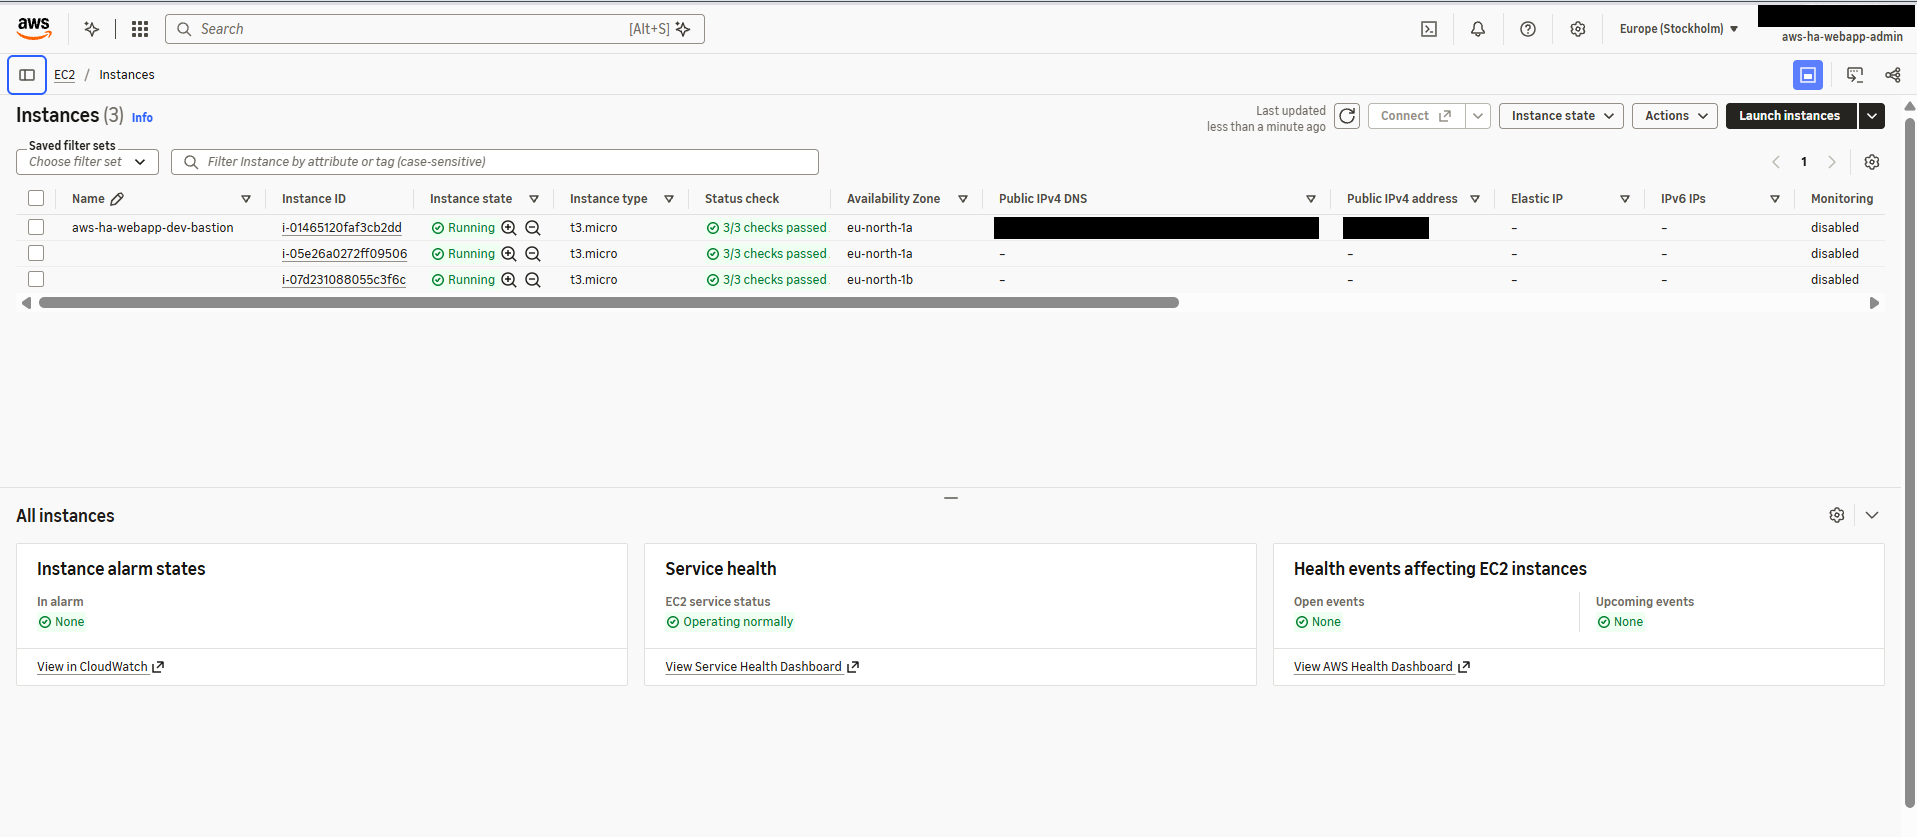 aws
Search [Alt+S]
Europe (Stockholm)
aws-ha-webapp-admin
EC2 / Instances
Instances (3) Info
Last updated
less than a minute ago
Connect
Instance state
Actions
Launch instances
Saved filter sets
Choose filter set
Filter Instance by attribute or tag (case-sensitive)
1
Name Instance ID Instance state Instance type Status check Availability Zone Public IPv4 DNS Public IPv4 address Elastic IP IPv6 IPs Monitoring
aws-ha-webapp-dev-bastion i-01465120faf3cb2dd Running t3.micro 3/3 checks passed eu-north-1a – – disabled
i-05e26a0272ff09506 Running t3.micro 3/3 checks passed eu-north-1a – – – – disabled
i-07d231088055c3f6c Running t3.micro 3/3 checks passed eu-north-1b – – – – disabled
All instances
Instance alarm states
In alarm
None
View in CloudWatch
Service health
EC2 service status
Operating normally
View Service Health Dashboard
Health events affecting EC2 instances
Open events Upcoming events
None None
View AWS Health Dashboard